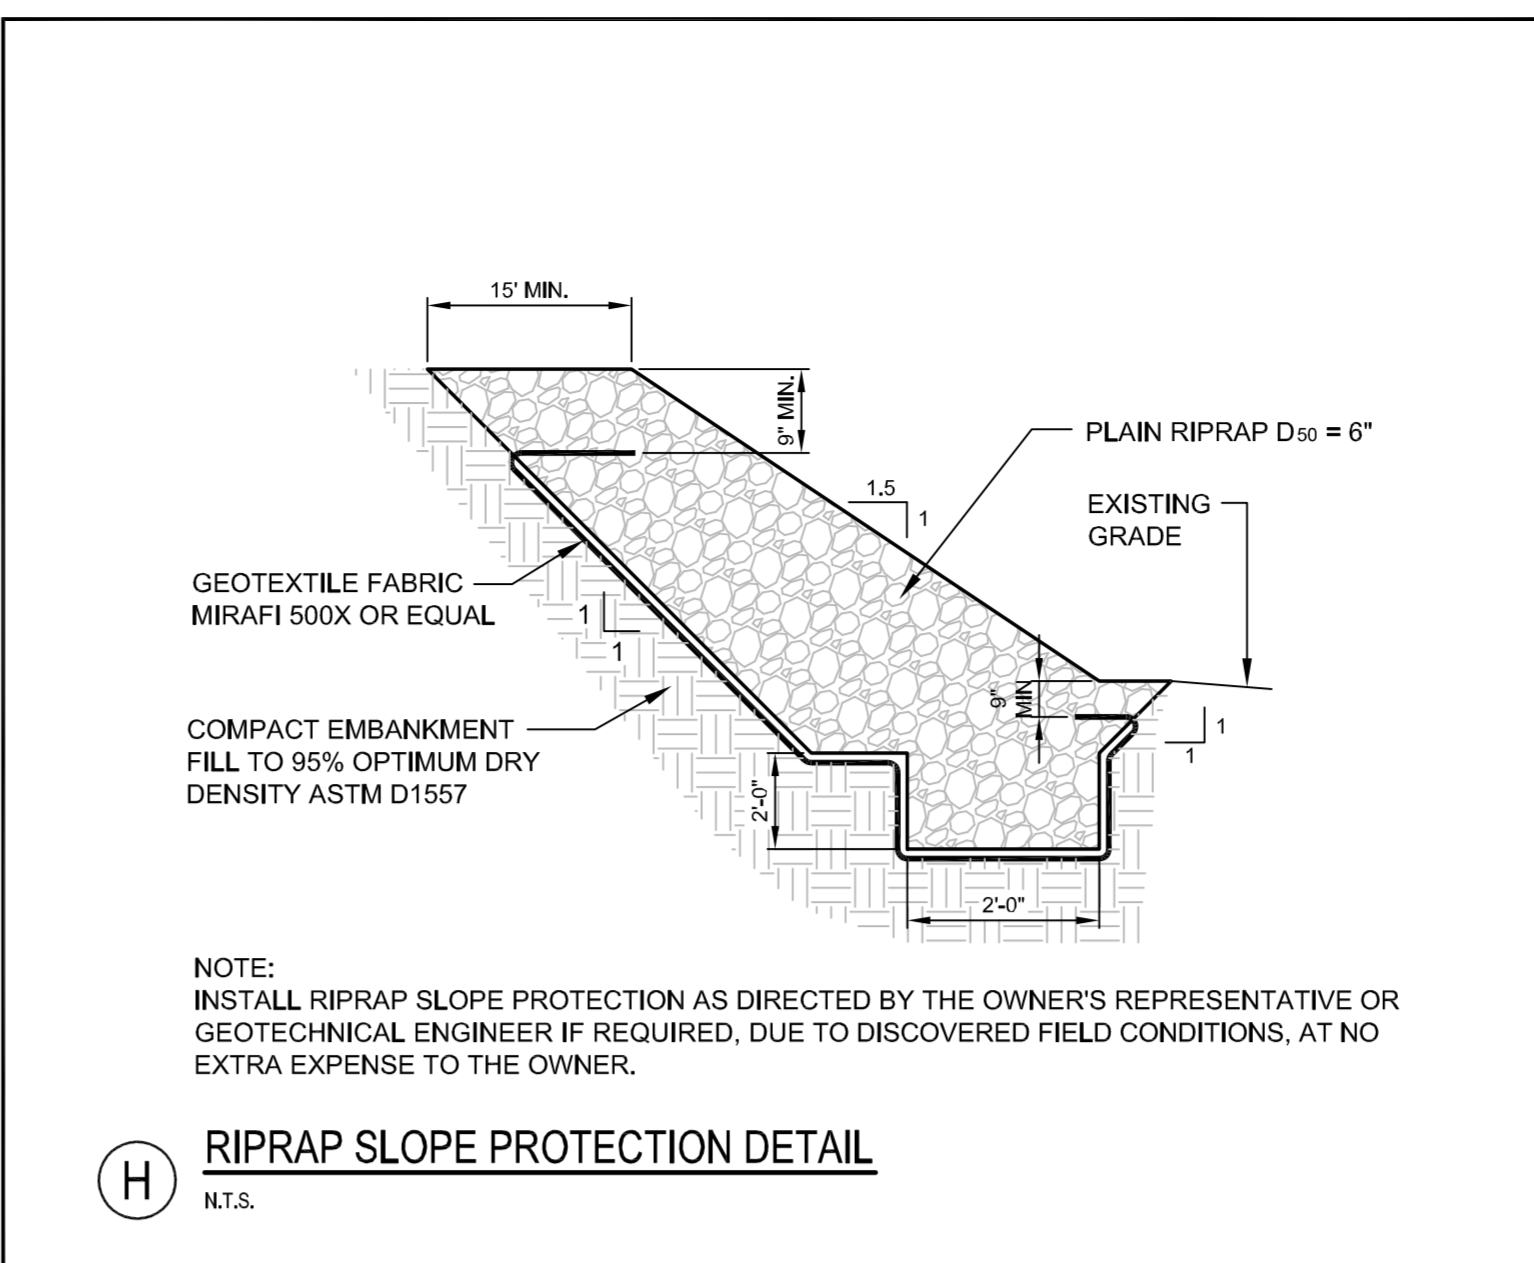 15' MIN.
9" MIN.
PLAIN RIPRAP D50 = 6"
1.5
1
EXISTING
GRADE
GEOTEXTILE FABRIC
MIRAFI 500X OR EQUAL
1
1
9"
MIN
1
1
COMPACT EMBANKMENT
FILL TO 95% OPTIMUM DRY
DENSITY ASTM D1557
2'-0"
2'-0"
NOTE:
INSTALL RIPRAP SLOPE PROTECTION AS DIRECTED BY THE OWNER'S REPRESENTATIVE OR
GEOTECHNICAL ENGINEER IF REQUIRED, DUE TO DISCOVERED FIELD CONDITIONS, AT NO
EXTRA EXPENSE TO THE OWNER.
H
RIPRAP SLOPE PROTECTION DETAIL
N.T.S.